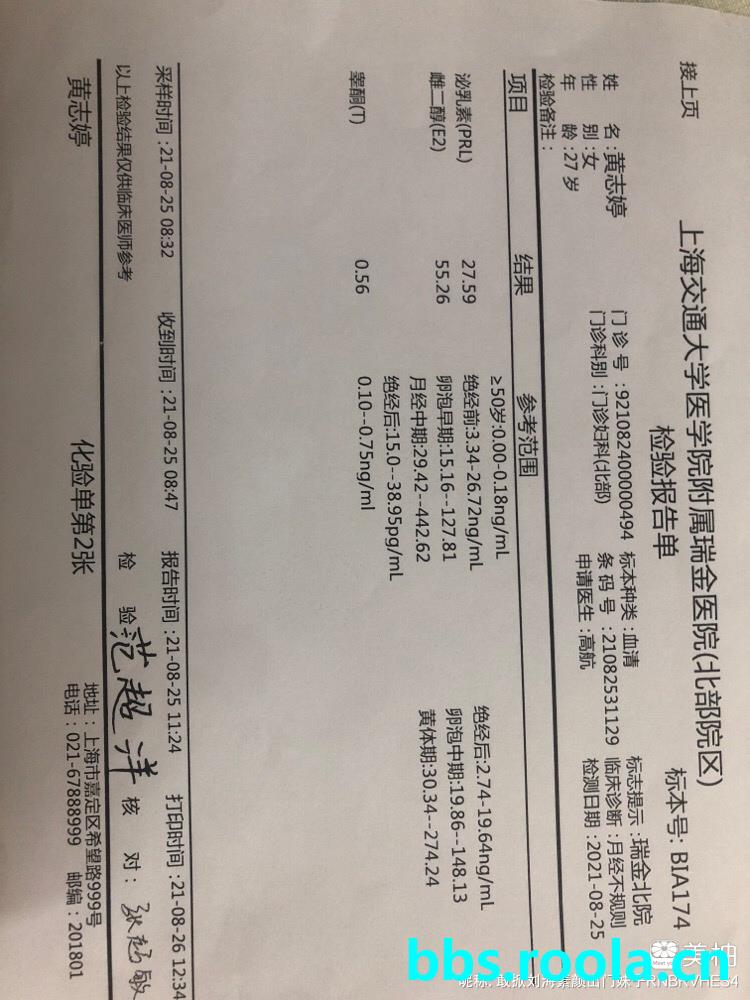 接上页
上海交通大学医学院附属瑞金医院(北部院区)
检验报告单
标本号: BIA174
姓 名:黄志婷 门 诊 号 :921082400000494 标本种类 :血清 标志提示 :瑞金北院
性 别:女 门诊科别 :门诊妇科(北部) 条 码 号 :21082531129 临床诊断 :月经不规则
年 龄:27 岁 申请医生 :高航 检测日期 :2021-08-25
检验备注:
项目 结果 参考范围
≥50岁:0.00-0.18ng/mL
泌乳素(PRL) 27.59 绝经前:3.34-26.72ng/mL 绝经后:2.74-19.64ng/mL
雌二醇(E2) 55.26 卵泡早期:15.16--127.81 卵泡中期:19.86--148.13
月经中期:29.42--442.62 黄体期:30.34--274.24
绝经后:15.0--38.95pg/mL
睾酮(T) 0.56 0.10--0.75ng/ml
采样时间 :21-08-25 08:32 收到时间 :21-08-25 08:47 报告时间 :21-08-25 11:24 打印时间 :21-08-26 12:34
以上检验结果仅供临床医师参考 检 验 范超洋 核 对:
黄志婷 化验单第2张 地址:上海市嘉定区希望路999号
电话:021-67888999 邮编:201801
美柚
bbs.roola.cn